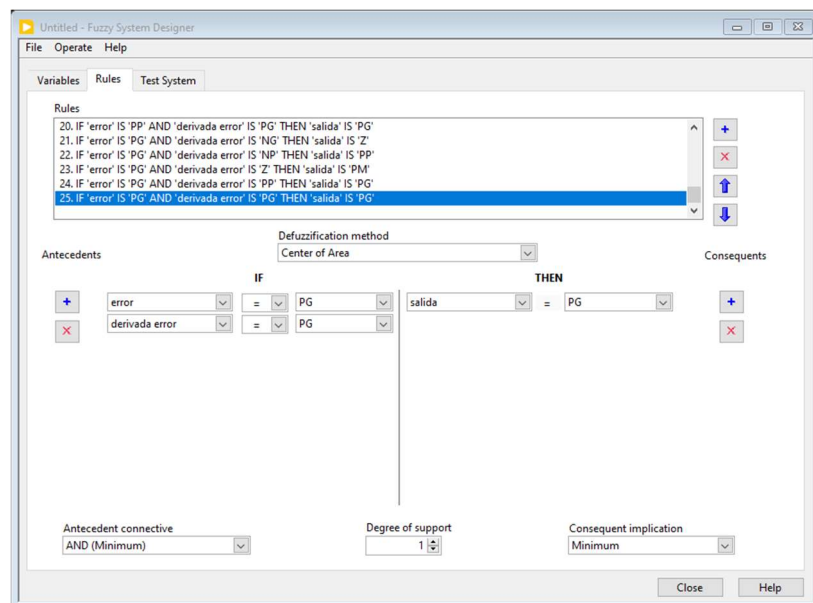 Untitled - Fuzzy System Designer
File Operate Help
Variables Rules Test System
Rules
20. IF 'error' IS 'PP' AND 'derivada error' IS 'PG' THEN 'salida' IS 'PG'
21. IF 'error' IS 'PG' AND 'derivada error' IS 'NG' THEN 'salida' IS 'Z'
22. IF 'error' IS 'PG' AND 'derivada error' IS 'NP' THEN 'salida' IS 'PP'
23. IF 'error' IS 'PG' AND 'derivada error' IS 'Z' THEN 'salida' IS 'PM'
24. IF 'error' IS 'PG' AND 'derivada error' IS 'PP' THEN 'salida' IS 'PG'
25. IF 'error' IS 'PG' AND 'derivada error' IS 'PG' THEN 'salida' IS 'PG'
Defuzzification method
Antecedents Center of Area Consequents
IF THEN
error = PG salida = PG
derivada error = PG
Antecedent connective Degree of support Consequent implication
AND (Minimum) 1 Minimum
Close Help